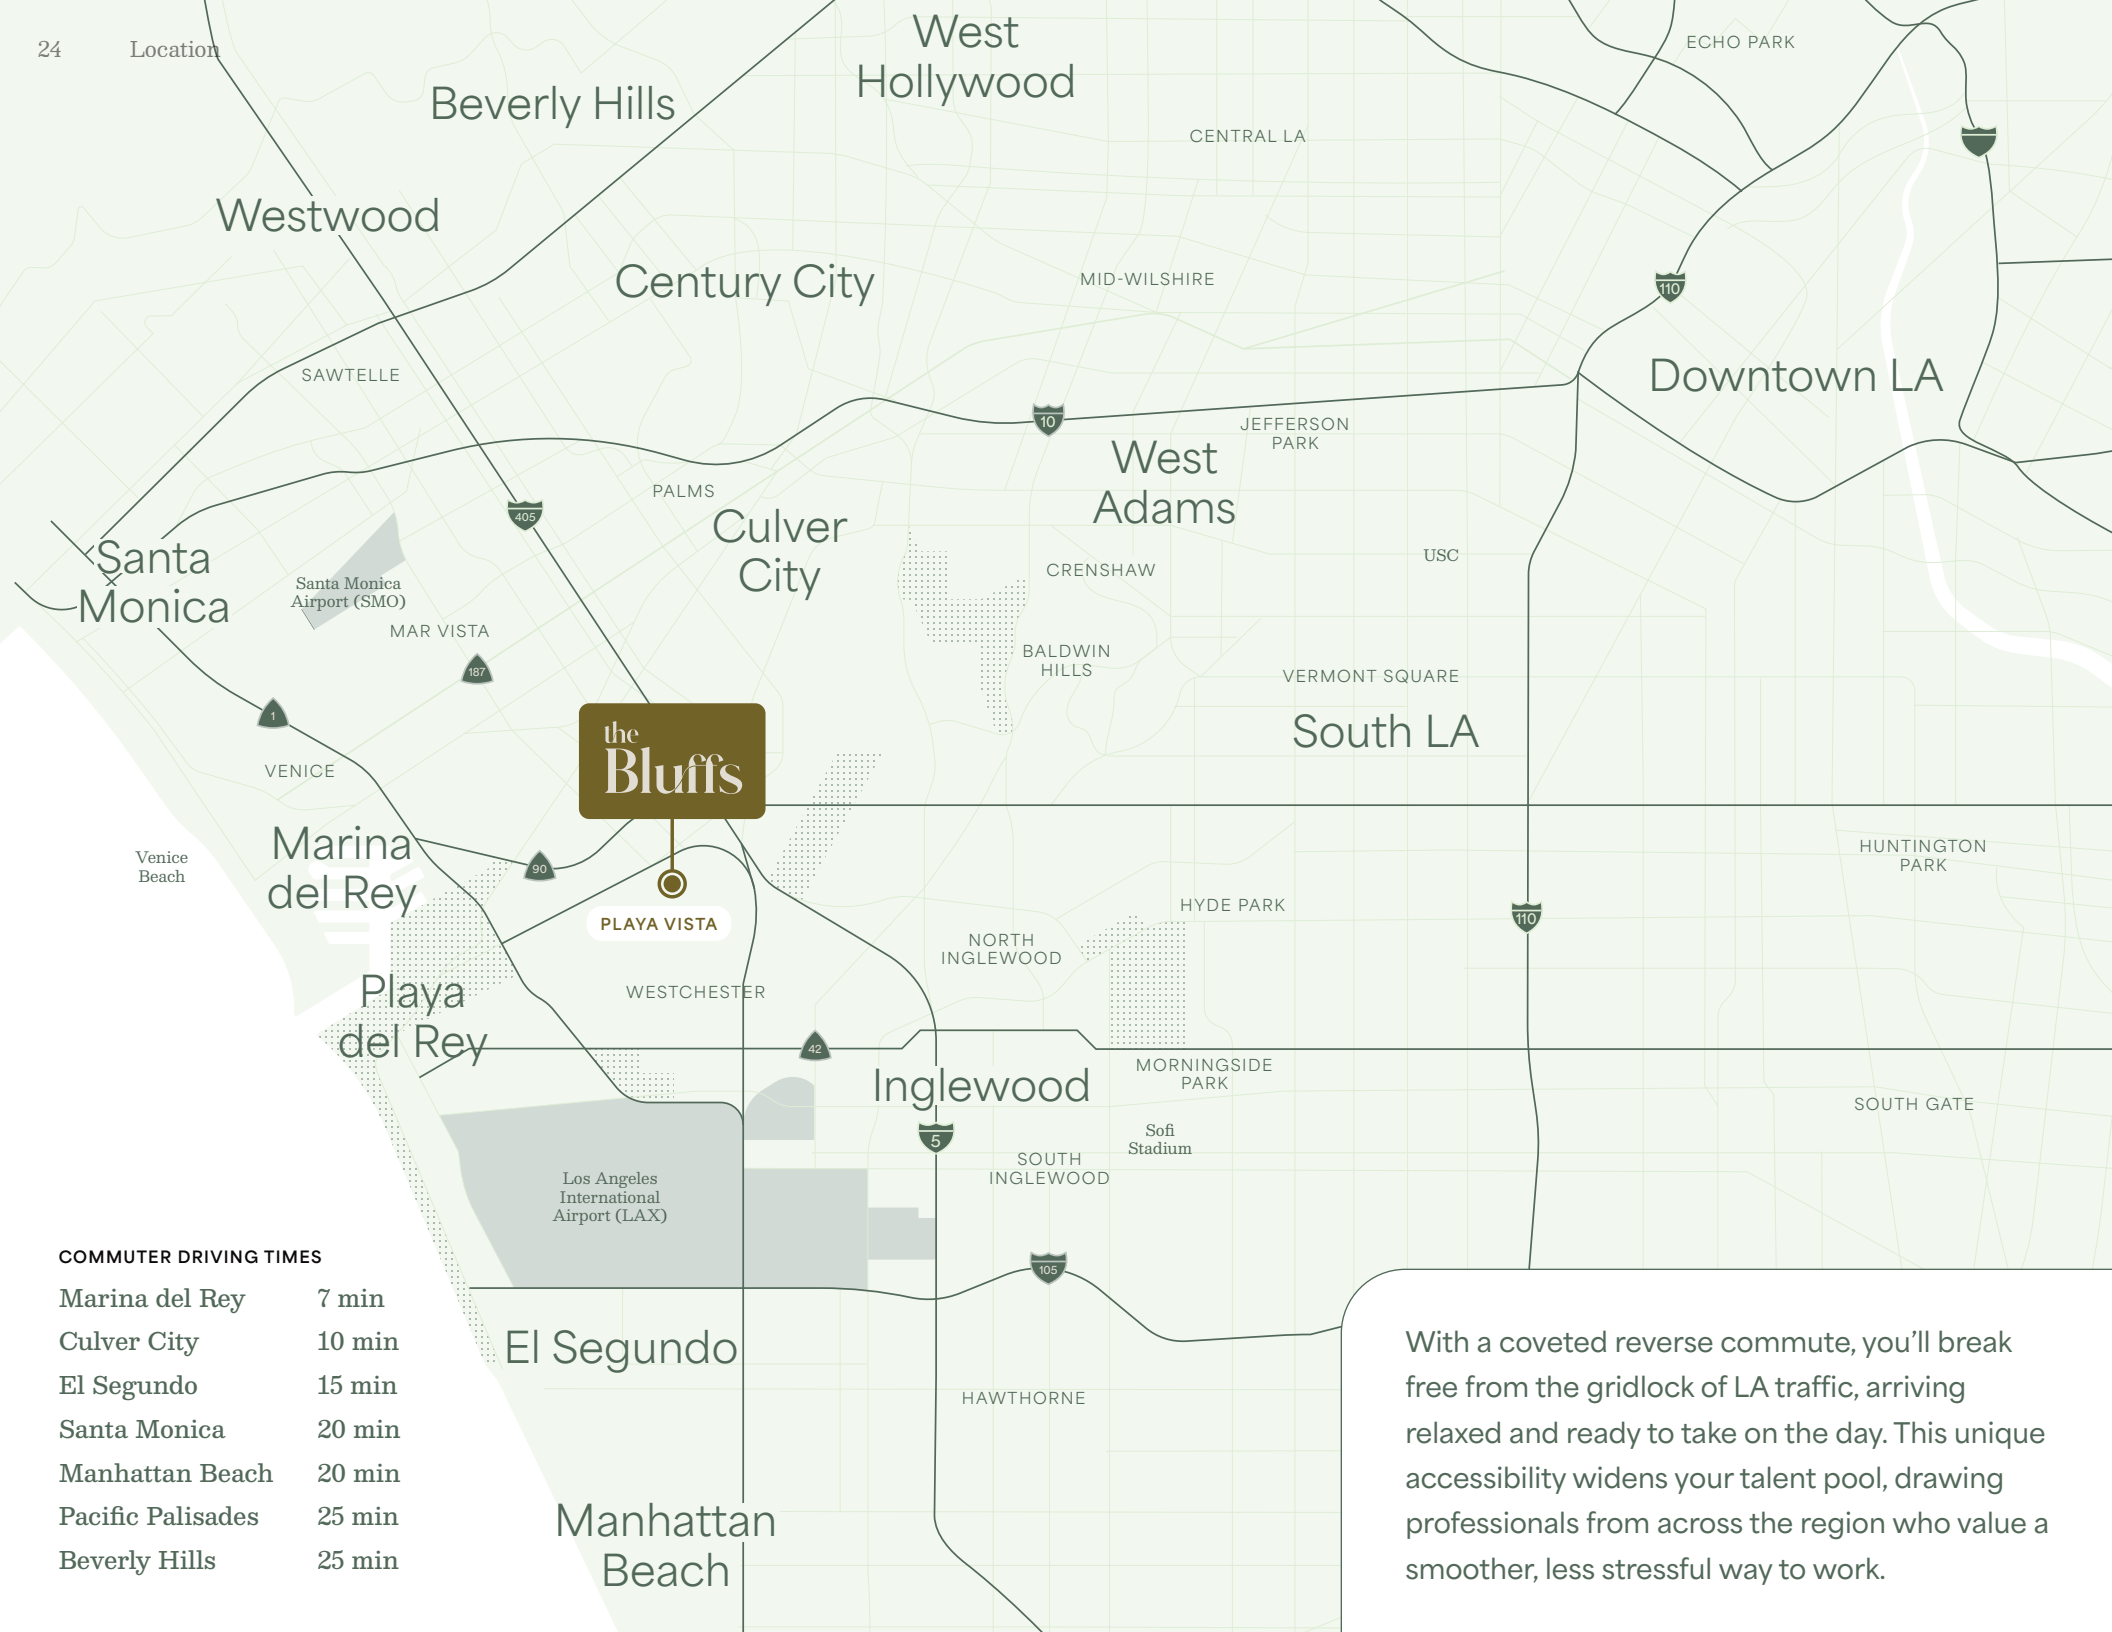 24 Location
West
Hollywood
ECHO PARK
Beverly Hills
CENTRAL LA
Westwood
Century City
MID-WILSHIRE
110
SAWTELLE
Downtown LA
10
JEFFERSON
PARK
West
Adams
PALMS
405
Culver
City
Santa
Monica
Santa Monica
Airport (SMO)
CRENSHAW
USC
MAR VISTA
187
BALDWIN
HILLS
VERMONT SQUARE
1
the
Bluffs
South LA
VENICE
Marina
del Rey
Venice
Beach
90
PLAYA VISTA
HUNTINGTON
PARK
HYDE PARK
110
NORTH
INGLEWOOD
Playa
del Rey
WESTCHESTER
42
Inglewood
MORNINGSIDE
PARK
SOUTH GATE
5
Sofi
Stadium
SOUTH
INGLEWOOD
Los Angeles
International
Airport (LAX)
105
El Segundo
HAWTHORNE
Manhattan
Beach
COMMUTER DRIVING TIMES
Marina del Rey 7 min
Culver City 10 min
El Segundo 15 min
Santa Monica 20 min
Manhattan Beach 20 min
Pacific Palisades 25 min
Beverly Hills 25 min
With a coveted reverse commute, you’ll break
free from the gridlock of LA traffic, arriving
relaxed and ready to take on the day. This unique
accessibility widens your talent pool, drawing
professionals from across the region who value a
smoother, less stressful way to work.